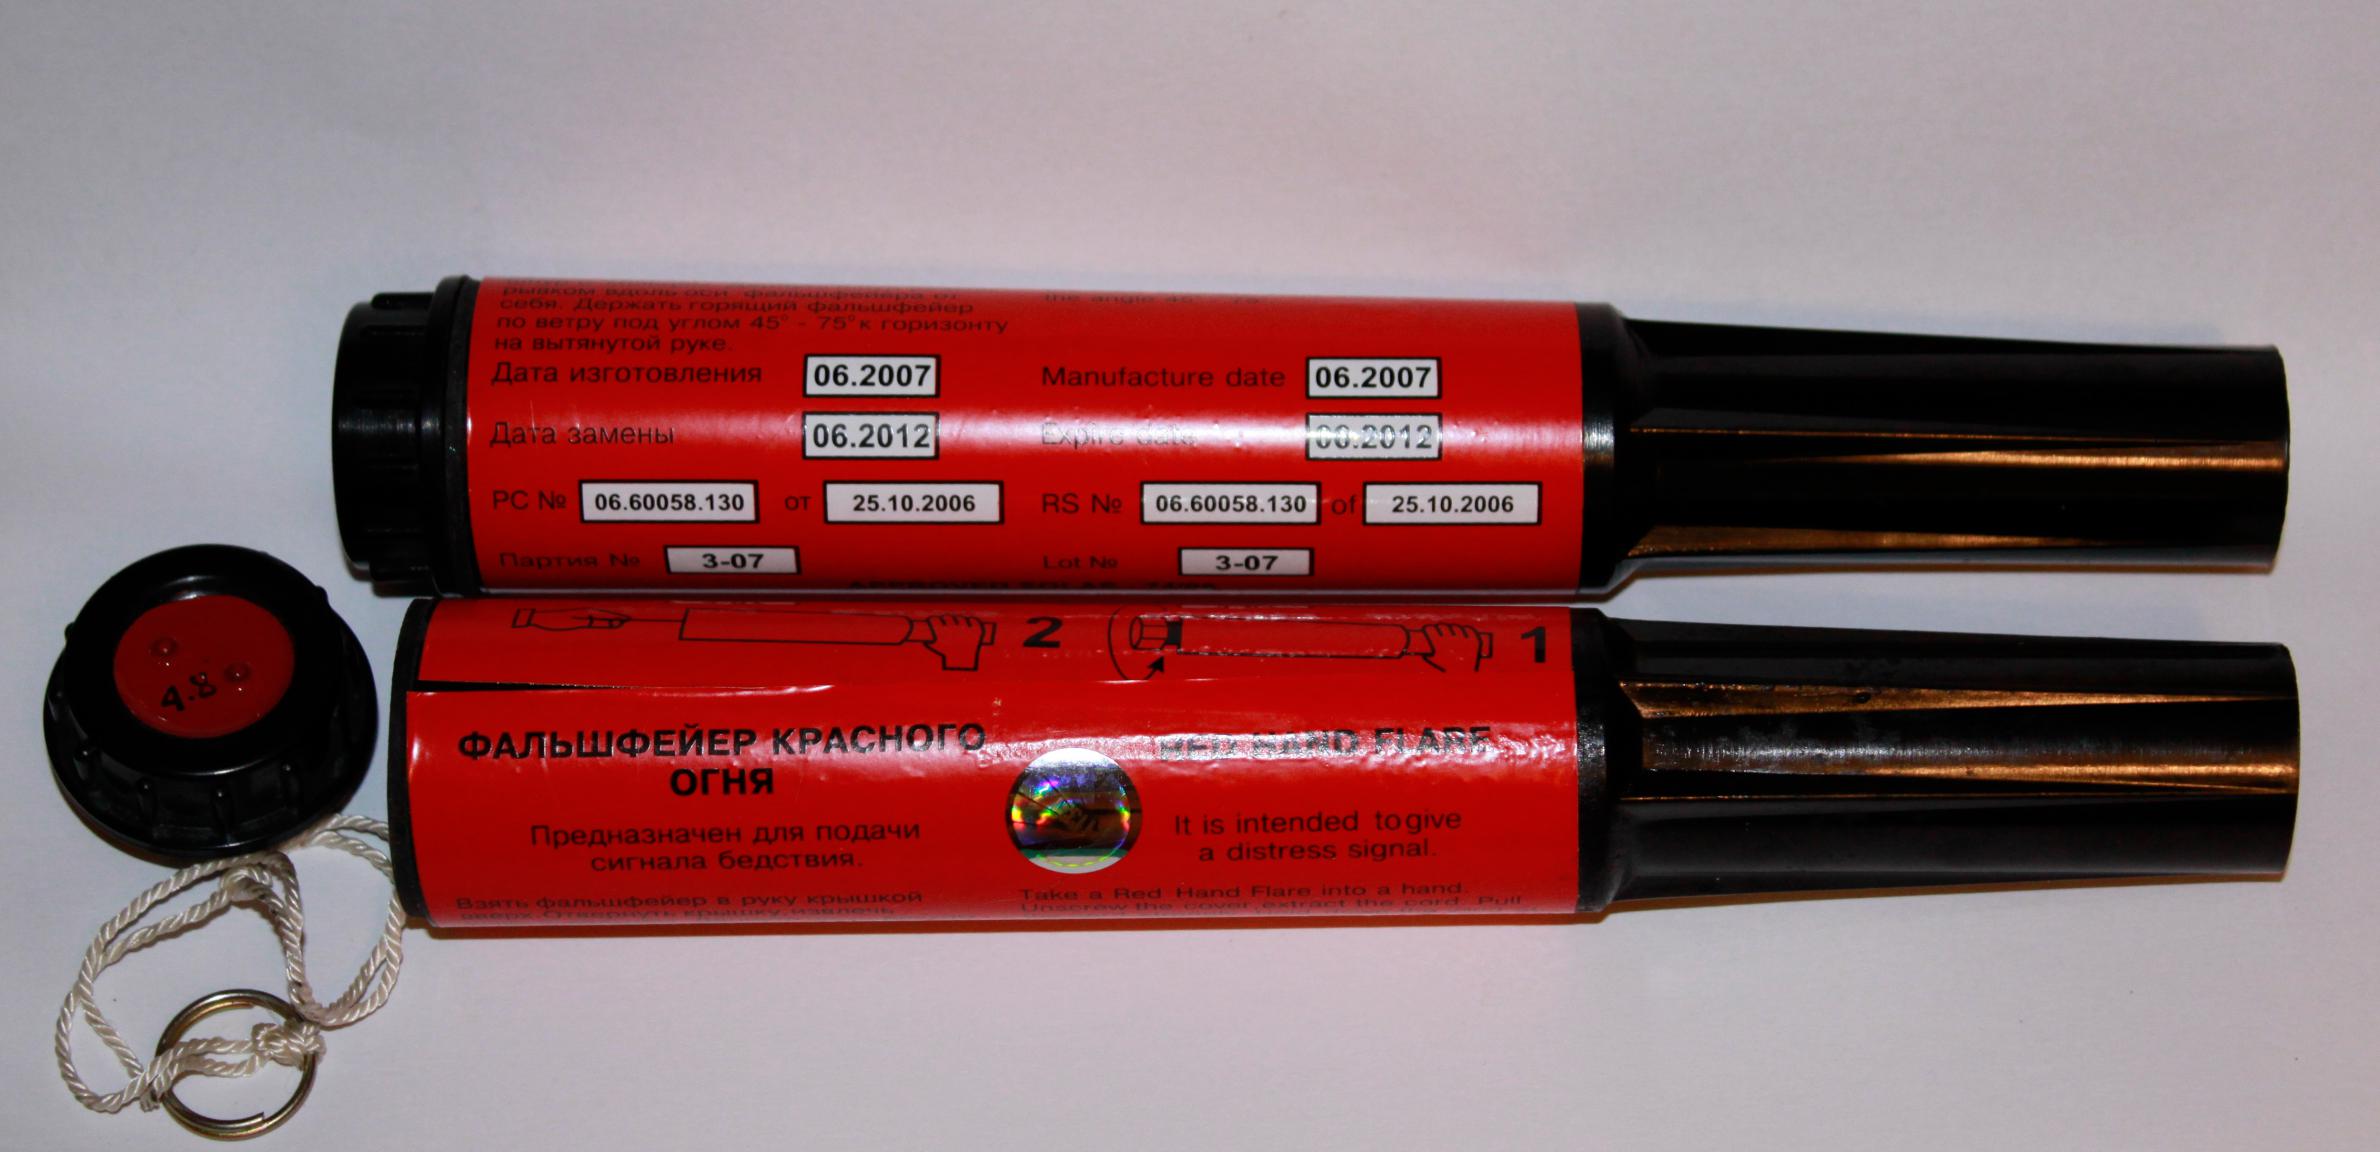 рывком вдоль оси фальшфейера от
себя. Держать горящий фальшфейер
по ветру под углом 45° - 75° к горизонту
на вытянутой руке.
the angle 45° - 75°
Дата изготовления 06.2007 Manufacture date 06.2007
Дата замены 06.2012 Expire date 06.2012
РС № 06.60058.130 от 25.10.2006 RS № 06.60058.130 of 25.10.2006
Партия № 3-07 Lot № 3-07
APPROVED SOLAS
4.8
2 1
ФАЛЬШФЕЙЕР КРАСНОГО
ОГНЯ
RED HAND FLARE
Предназначен для подачи
сигнала бедствия.
It is intended to give
a distress signal.
Взять фальшфейер в руку крышкой
вверх. Отвернуть крышку, извлечь
Take a Red Hand Flare into a hand.
Unscrew the cover, extract the cord. Pull